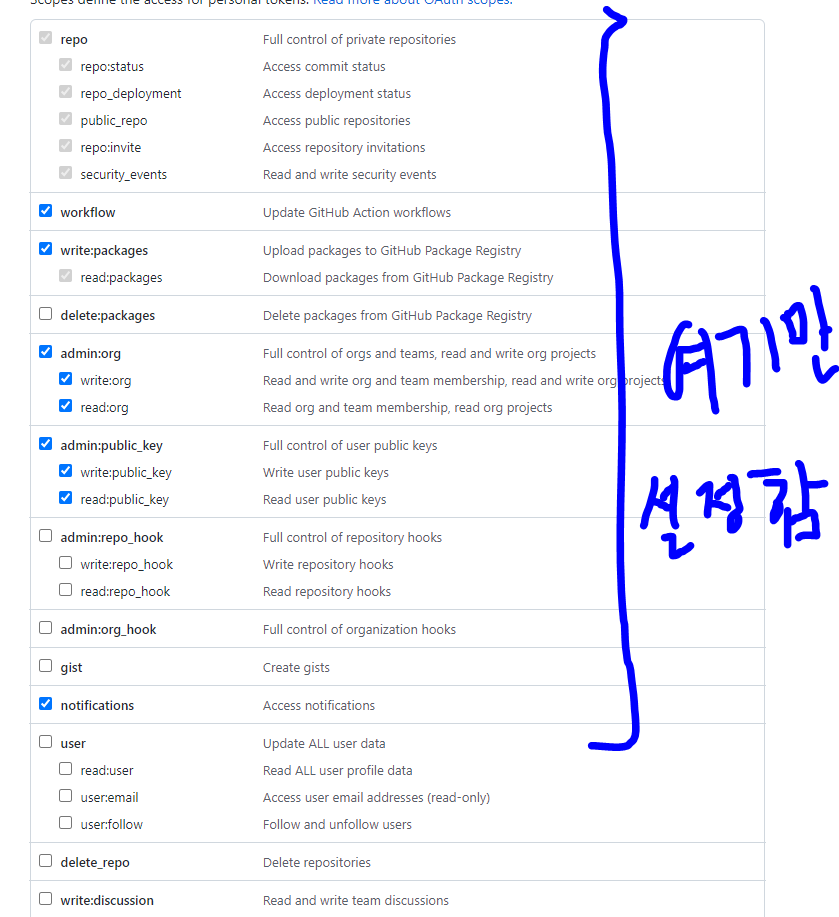 Scopes define the access for personal tokens. Read more about OAuth scopes.
repo Full control of private repositories
repo:status Access commit status
repo_deployment Access deployment status
public_repo Access public repositories
repo:invite Access repository invitations
security_events Read and write security events
workflow Update GitHub Action workflows
write:packages Upload packages to GitHub Package Registry
read:packages Download packages from GitHub Package Registry
delete:packages Delete packages from GitHub Package Registry
admin:org Full control of orgs and teams, read and write org projects
write:org Read and write org and team membership, read and write org projects
read:org Read org and team membership, read org projects
여기만
admin:public_key Full control of user public keys
write:public_key Write user public keys
read:public_key Read user public keys
선정함
admin:repo_hook Full control of repository hooks
write:repo_hook Write repository hooks
read:repo_hook Read repository hooks
admin:org_hook Full control of organization hooks
gist Create gists
notifications Access notifications
user Update ALL user data
read:user Read ALL user profile data
user:email Access user email addresses (read-only)
user:follow Follow and unfollow users
delete_repo Delete repositories
write:discussion Read and write team discussions